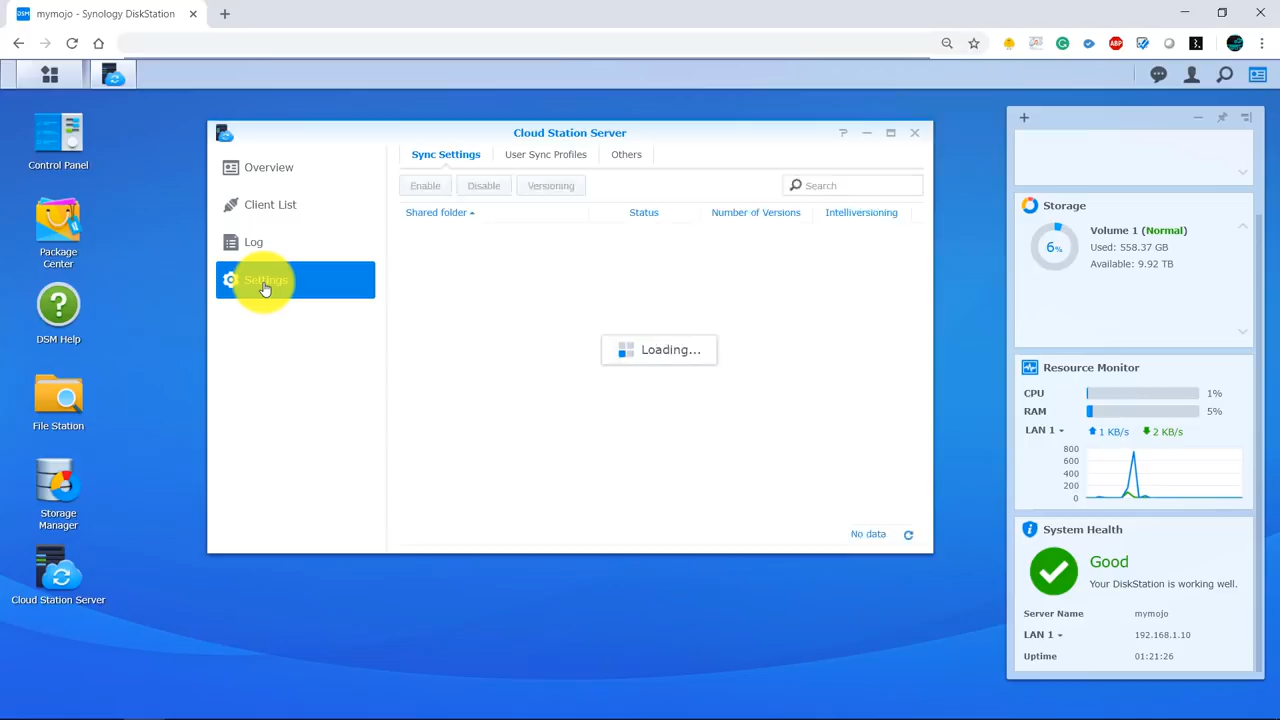 DSM
mymojo - Synology DiskStation
ABP
Control Panel
Package
Center
DSM Help
File Station
Storage
Manager
Cloud Station Server
Cloud Station Server
Overview
Client List
Log
Settings
Sync Settings
User Sync Profiles
Others
Enable
Disable
Versioning
Search
Shared folder
Status
Number of Versions
Intelliversioning
Loading...
No data
Storage
6%
Volume 1 (Normal)
Used: 558.37 GB
Available: 9.92 TB
Resource Monitor
CPU 1%
RAM 5%
LAN 1 1 KB/s 2 KB/s
800
600
400
200
0
System Health
Good
Your DiskStation is working well.
Server Name mymojo
LAN 1 192.168.1.10
Uptime 01:21:26